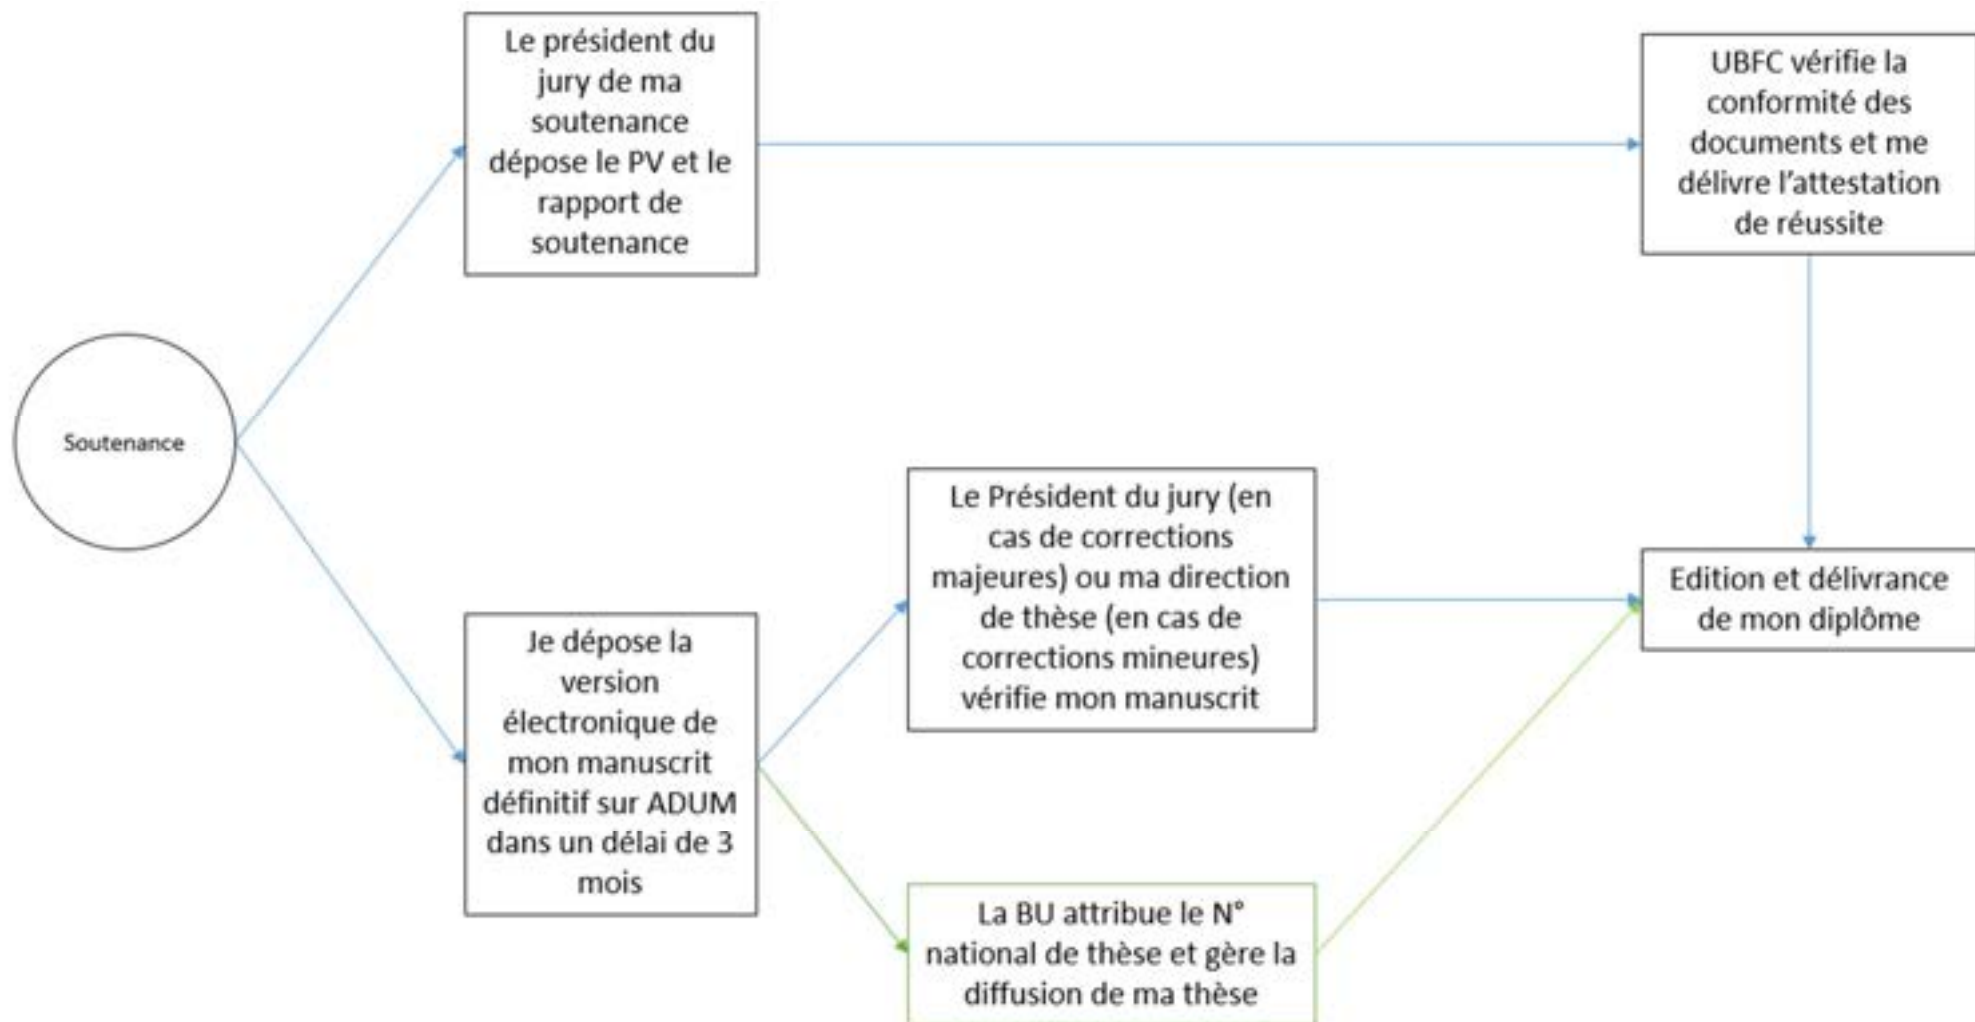 Le président du
jury de ma
soutenance
dépose le PV et le
rapport de
soutenance
UBFC vérifie la
conformité des
documents et me
délivre l’attestation
de réussite
Soutenance
Le Président du jury (en
cas de corrections
majeures) ou ma direction
de thèse (en cas de
corrections mineures)
vérifie mon manuscrit
Edition et délivrance
de mon diplôme
Je dépose la
version
électronique de
mon manuscrit
définitif sur ADUM
dans un délai de 3
mois
La BU attribue le N°
national de thèse et gère la
diffusion de ma thèse